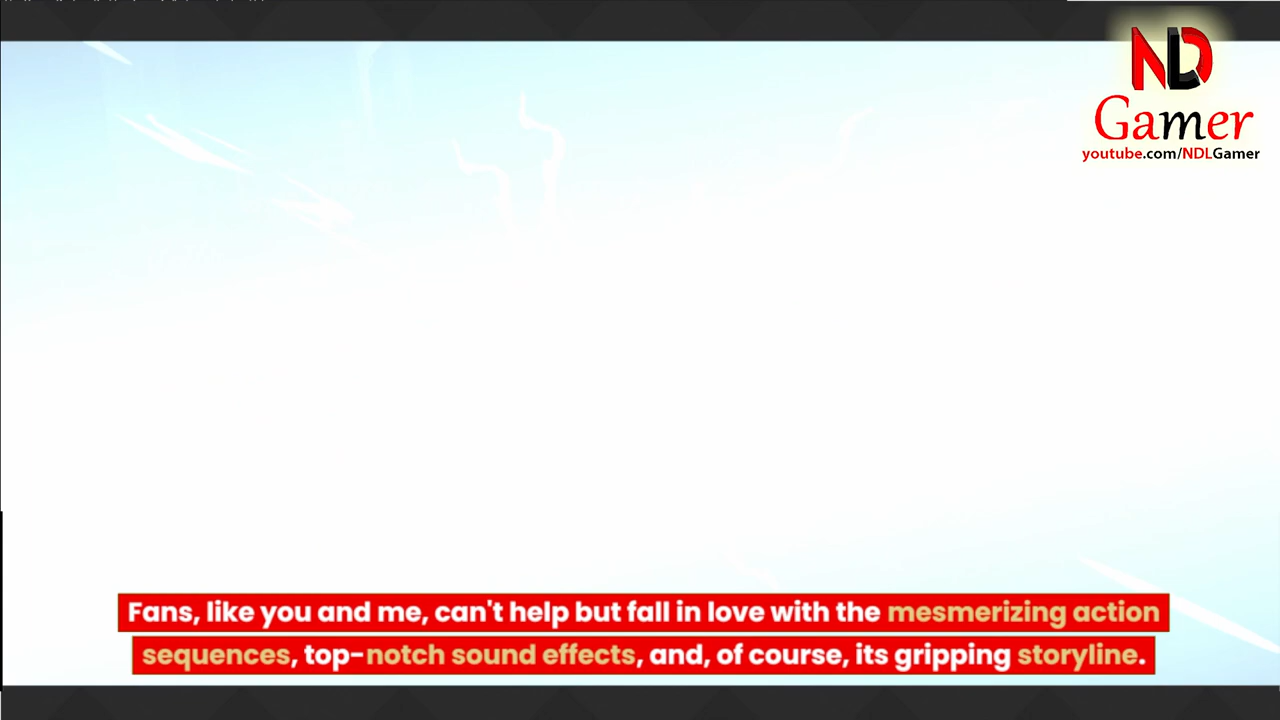 ND
Gamer
youtube.com/NDLGamer
Fans, like you and me, can't help but fall in love with the mesmerizing action
sequences, top-notch sound effects, and, of course, its gripping storyline.